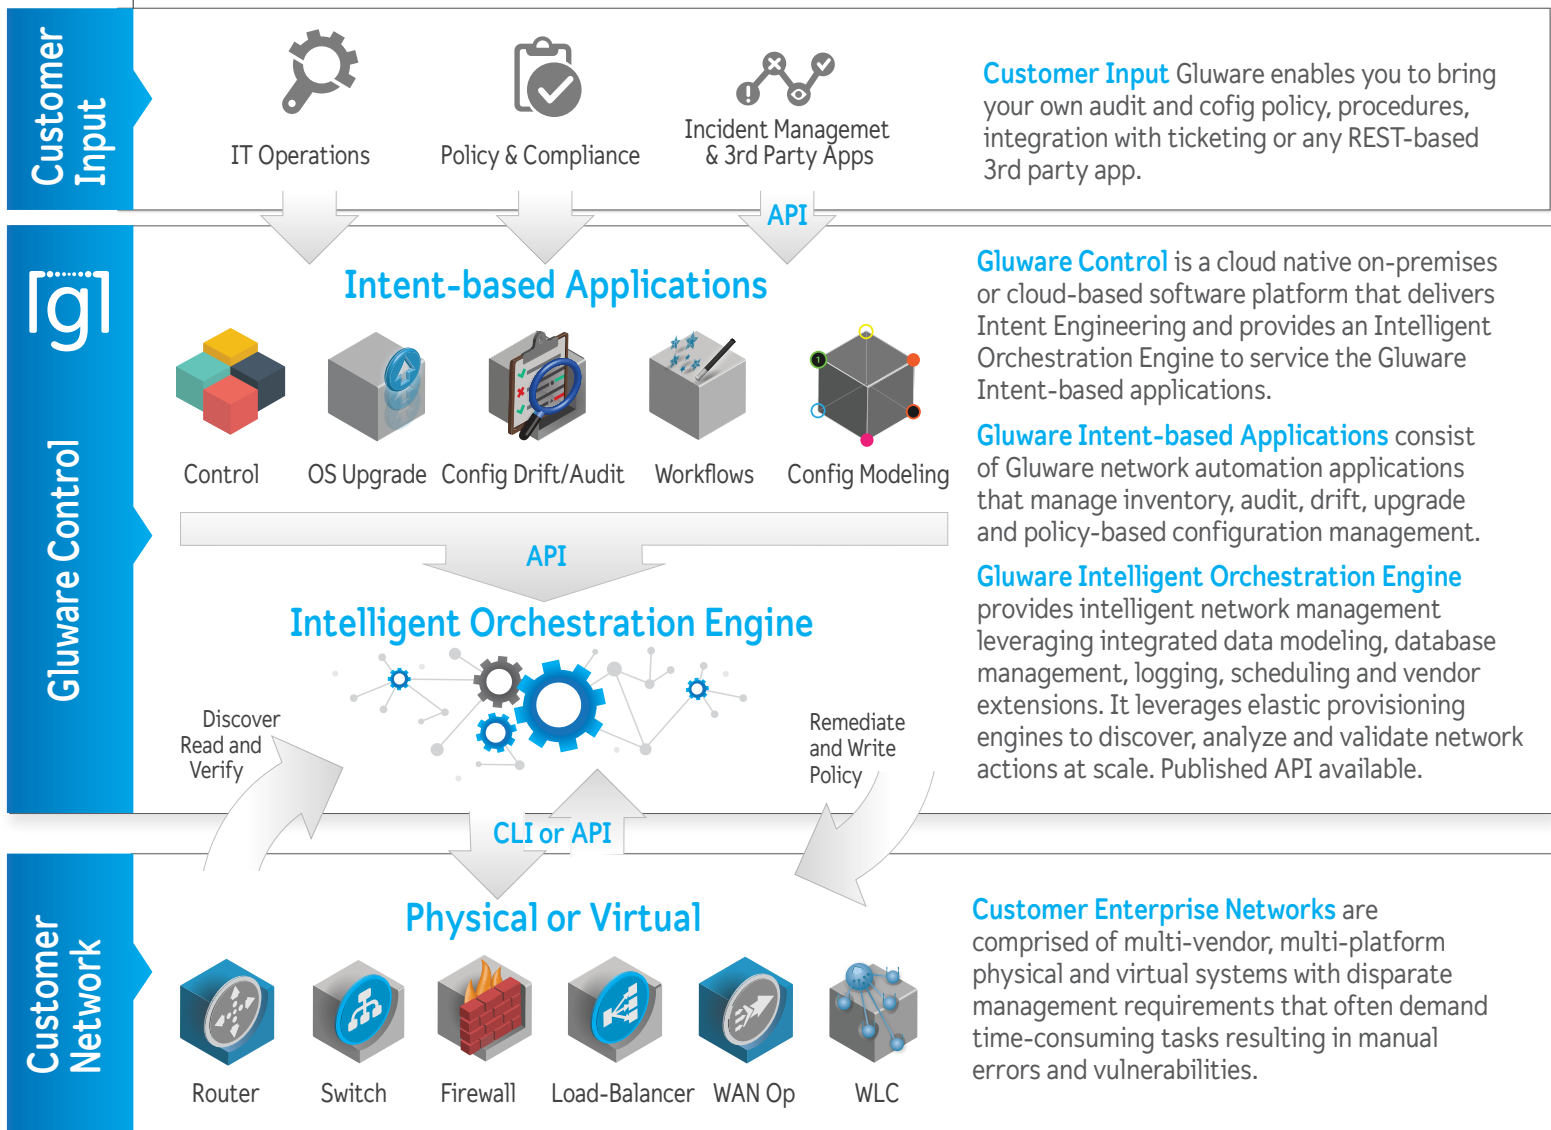 Customer
Input
IT Operations
Policy & Compliance
Incident Managemet
& 3rd Party Apps
API
Customer Input Gluware enables you to bring
your own audit and cofig policy, procedures,
integration with ticketing or any REST-based
3rd party app.
[g]
Gluware Control
Intent-based Applications
Control
OS Upgrade
Config Drift/Audit
1
Workflows
Config Modeling
API
Intelligent Orchestration Engine
Discover
Read and
Verify
Remediate
and Write
Policy
CLI or API
Gluware Control is a cloud native on-premises
or cloud-based software platform that delivers
Intent Engineering and provides an Intelligent
Orchestration Engine to service the Gluware
Intent-based applications.
Gluware Intent-based Applications consist
of Gluware network automation applications
that manage inventory, audit, drift, upgrade
and policy-based configuration management.
Gluware Intelligent Orchestration Engine
provides intelligent network management
leveraging integrated data modeling, database
management, logging, scheduling and vendor
extensions. It leverages elastic provisioning
engines to discover, analyze and validate network
actions at scale. Published API available.
Customer
Network
Physical or Virtual
Router
Switch
Firewall
Load-Balancer
WAN Op
WLC
Customer Enterprise Networks are
comprised of multi-vendor, multi-platform
physical and virtual systems with disparate
management requirements that often demand
time-consuming tasks resulting in manual
errors and vulnerabilities.